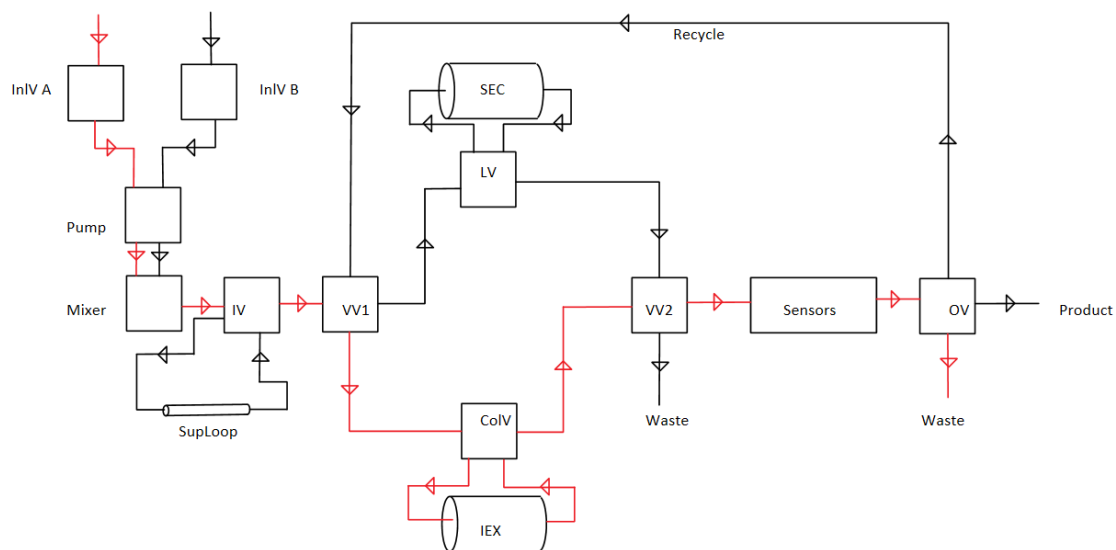 Recycle
InlV A
InlV B
SEC
LV
Pump
Mixer
IV
VV1
VV2
Sensors
OV
Product
SupLoop
ColV
Waste
Waste
IEX